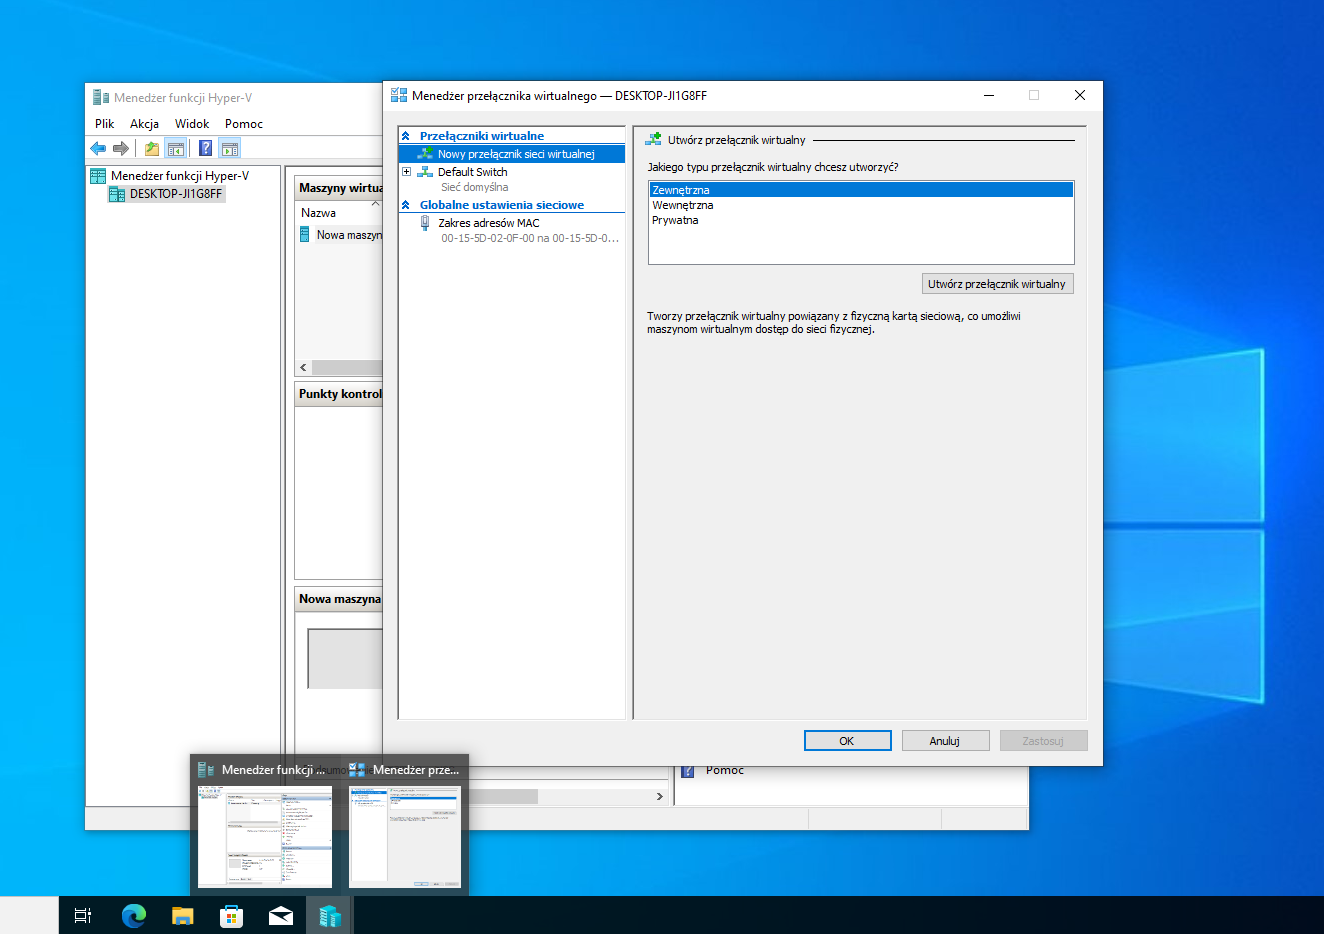 Menedżer funkcji Hyper-V
Plik Akcja Widok Pomoc
Menedżer funkcji Hyper-V
DESKTOP-JI1G8FF
Maszyny wirtua
Nazwa
Nowa maszyn
Punkty kontrol
Nowa maszyna
Pomoc
Menedżer przełącznika wirtualnego — DESKTOP-JI1G8FF
Przełączniki wirtualne
Nowy przełącznik sieci wirtualnej
Default Switch
Sieć domyślna
Globalne ustawienia sieciowe
Zakres adresów MAC
00-15-5D-02-0F-00 na 00-15-5D-0...
Utwórz przełącznik wirtualny
Jakiego typu przełącznik wirtualny chcesz utworzyć?
Zewnętrzna
Wewnętrzna
Prywatna
Utwórz przełącznik wirtualny
Tworzy przełącznik wirtualny powiązany z fizyczną kartą sieciową, co umożliwi
maszynom wirtualnym dostęp do sieci fizycznej.
OK Anuluj Zastosuj
Menedżer funkcji ... Menedżer prze...